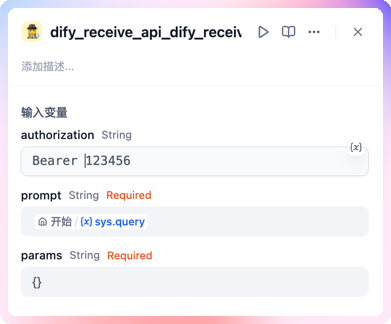 dify_receive_api_dify_receiv
添加描述...
输入变量
authorization String
{x}
Bearer 123456
prompt String Required
开始 / {x} sys.query
params String Required
{}